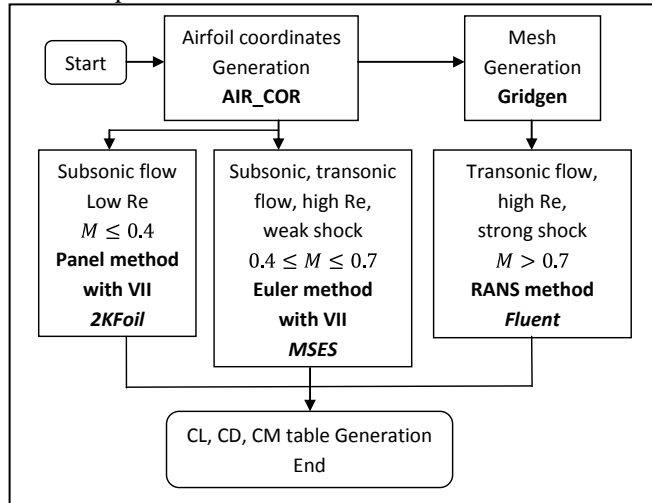 Start
Airfoil coordinates
Generation
AIR_COR
Mesh
Generation
Gridgen
Subsonic flow
Low Re
M ≤ 0.4
Panel method
with VII
2KFoil
Subsonic, transonic
flow, high Re,
weak shock
0.4 ≤ M ≤ 0.7
Euler method
with VII
MSES
Transonic flow,
high Re,
strong shock
M > 0.7
RANS method
Fluent
CL, CD, CM table Generation
End